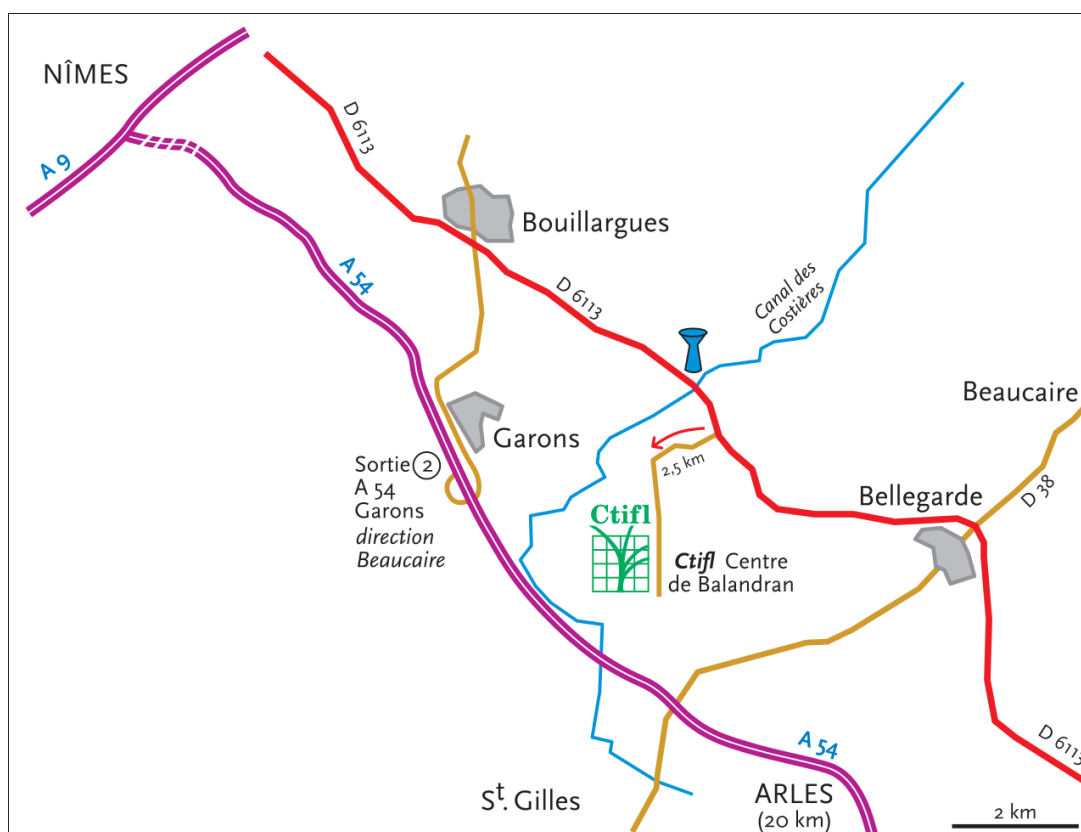 NÎMES
A 9
D 6113
Bouillargues
A 54
D 6113
Canal des
Costières
Beaucaire
Garons
Sortie 2
A 54
Garons
direction
Beaucaire
2,5 km
Bellegarde
D 38
Ctifl
Ctifl Centre
de Balandran
A 54
D 6113
St. Gilles
ARLES
(20 km)
2 km